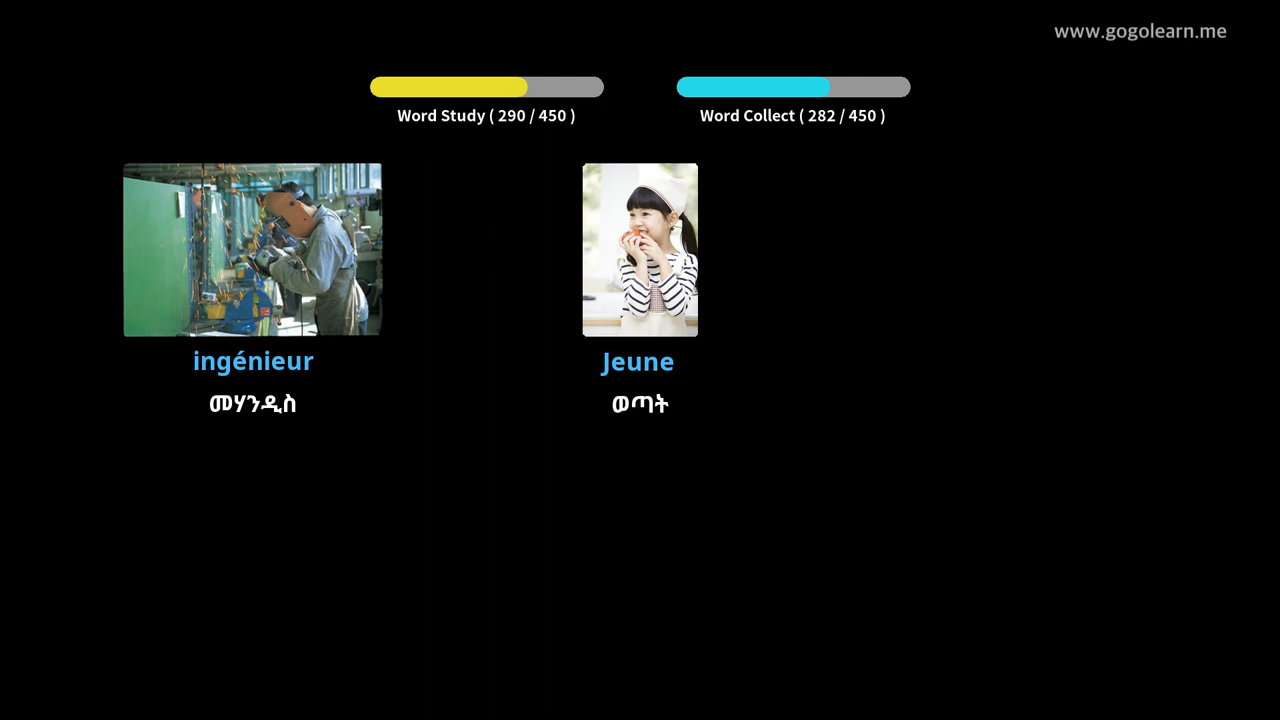 www.gogolearn.me
Word Study ( 290 / 450 )
Word Collect ( 282 / 450 )
ingénieur
መሃንዲስ
Jeune
ወጣት